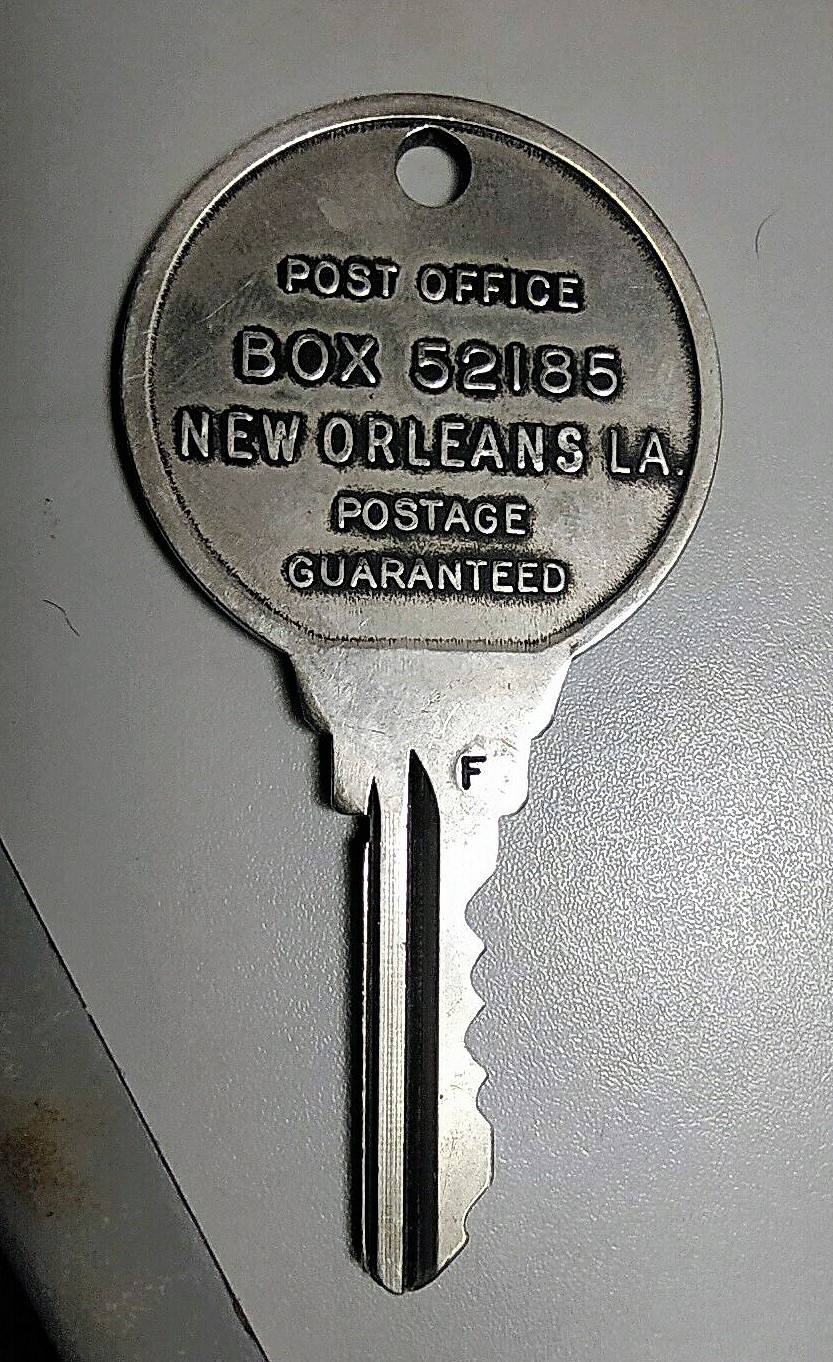 POST OFFICE
BOX 52185
NEW ORLEANS LA.
POSTAGE
GUARANTEED
F